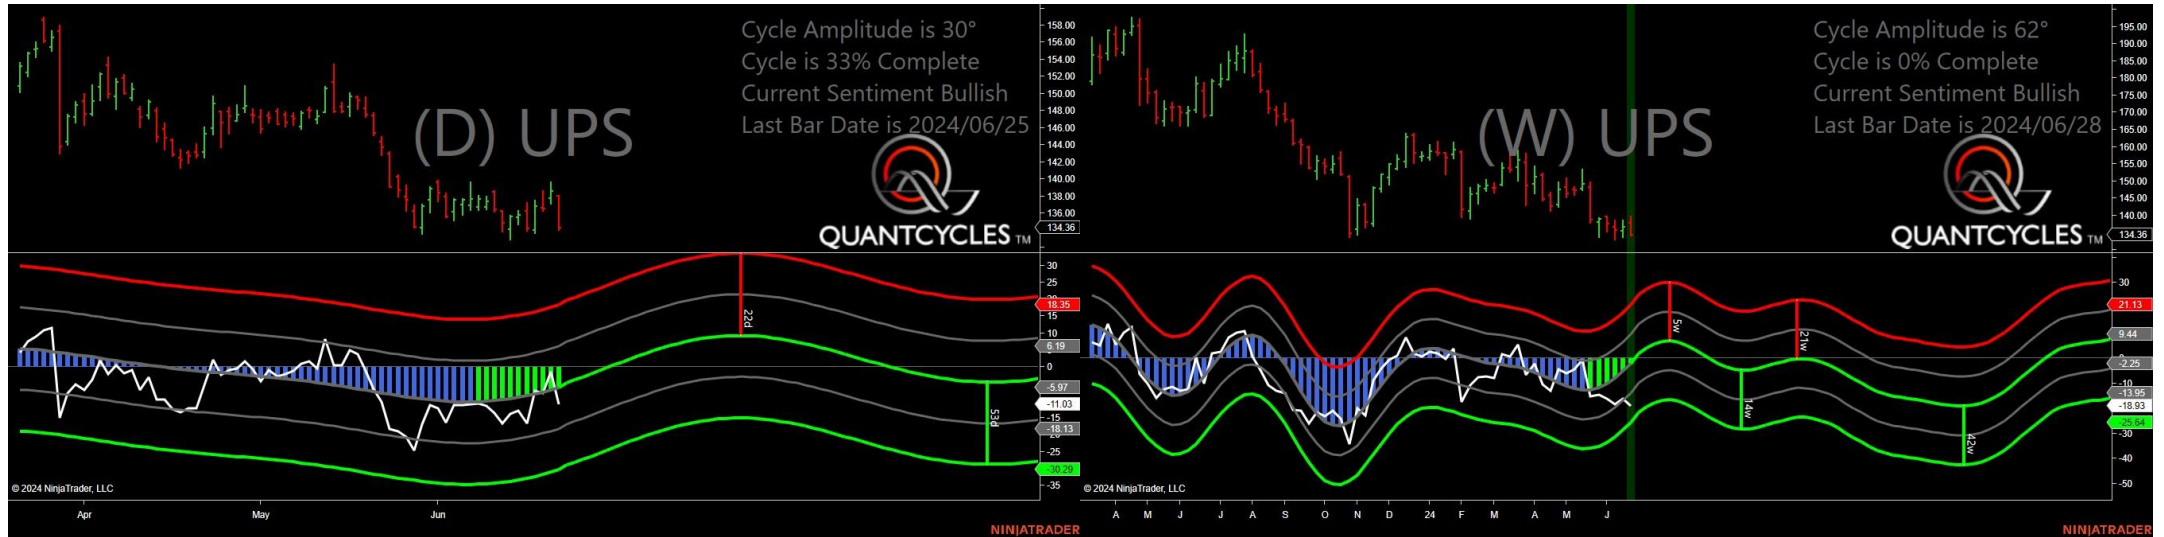 Cycle Amplitude is 30°
Cycle is 33% Complete
Current Sentiment Bullish
Last Bar Date is 2024/06/25
(D) UPS
QUANTCYCLES TM
158.00
156.00
154.00
152.00
150.00
148.00
146.00
144.00
142.00
140.00
138.00
136.00
134.36
30
25
18.35
15
10
6.19
0
-5.97
-11.03
-15
-18.13
-25
-30.29
-35
22d
53d
© 2024 NinjaTrader, LLC
Apr May Jun
NINJATRADER
Cycle Amplitude is 62°
Cycle is 0% Complete
Current Sentiment Bullish
Last Bar Date is 2024/06/28
(W) UPS
QUANTCYCLES TM
195.00
190.00
185.00
180.00
175.00
170.00
165.00
160.00
155.00
150.00
145.00
140.00
134.36
30
21.13
9.44
-2.25
-10
-13.95
-18.93
-25.64
-30
-40
-50
5w
14w
21w
42w
© 2024 NinjaTrader, LLC
A M J J A S O N D 24 F M A M J
NINJATRADER